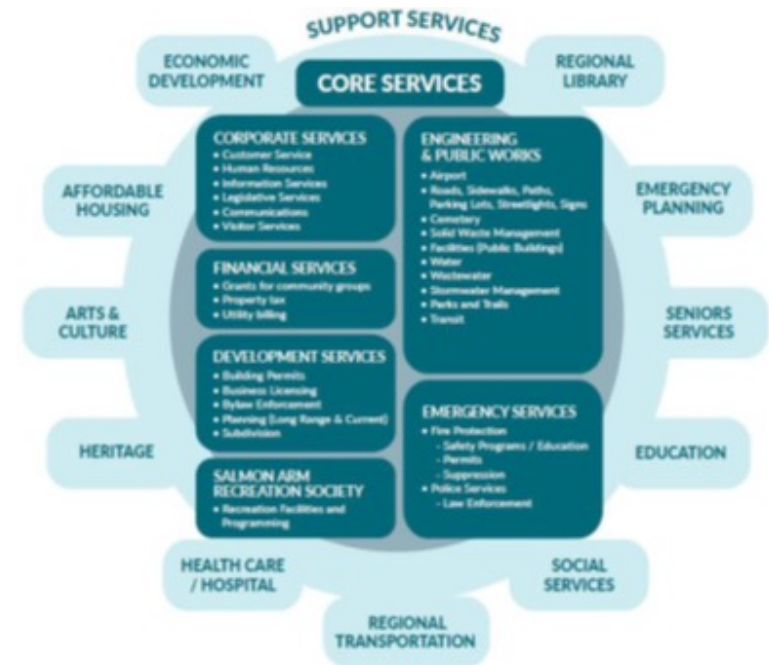 SUPPORT SERVICES
CORE SERVICES
ECONOMIC
DEVELOPMENT
REGIONAL
LIBRARY
AFFORDABLE
HOUSING
EMERGENCY
PLANNING
ARTS &
CULTURE
SENIORS
SERVICES
HERITAGE
EDUCATION
HEALTH CARE
/ HOSPITAL
SOCIAL
SERVICES
REGIONAL
TRANSPORTATION
CORPORATE SERVICES
• Customer Service
• Human Resources
• Information Services
• Legislative Services
• Communications
• Visitor Services
FINANCIAL SERVICES
• Grants for community groups
• Property tax
• Utility billing
DEVELOPMENT SERVICES
• Building Permits
• Business Licensing
• Bylaw Enforcement
• Planning (Long Range & Current)
• Subdivision
SALMON ARM
RECREATION SOCIETY
• Recreation Facilities and
Programming
ENGINEERING
& PUBLIC WORKS
• Airport
• Roads, Sidewalks, Paths,
Parking Lots, Streetlights, Signs
• Cemetery
• Solid Waste Management
• Facilities (Public Buildings)
• Water
• Wastewater
• Stormwater Management
• Parks and Trails
• Transit
EMERGENCY SERVICES
• Fire Protection
- Safety Programs / Education
- Permits
- Suppression
• Police Services
- Law Enforcement